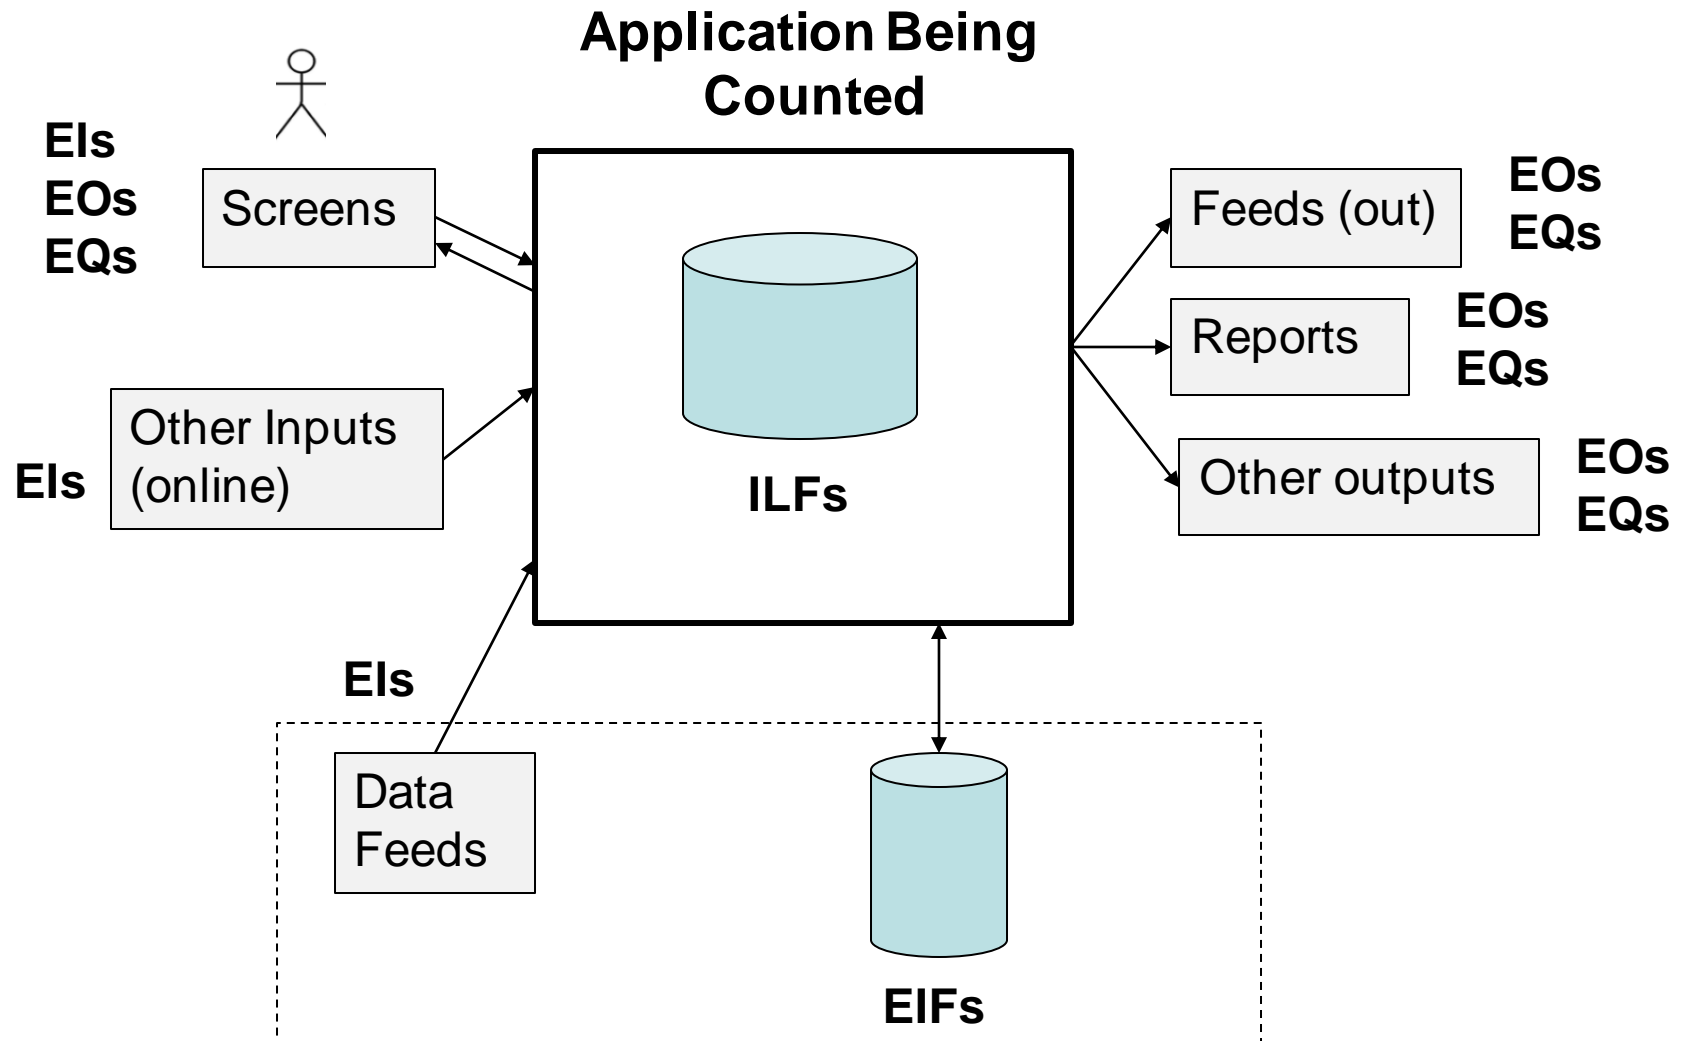 Application Being
Counted
EIs
EOs
EQs
Screens
Feeds (out)
EOs
EQs
Reports
EOs
EQs
Other Inputs
(online)
EIs
ILFs
Other outputs
EOs
EQs
EIs
Data
Feeds
EIFs